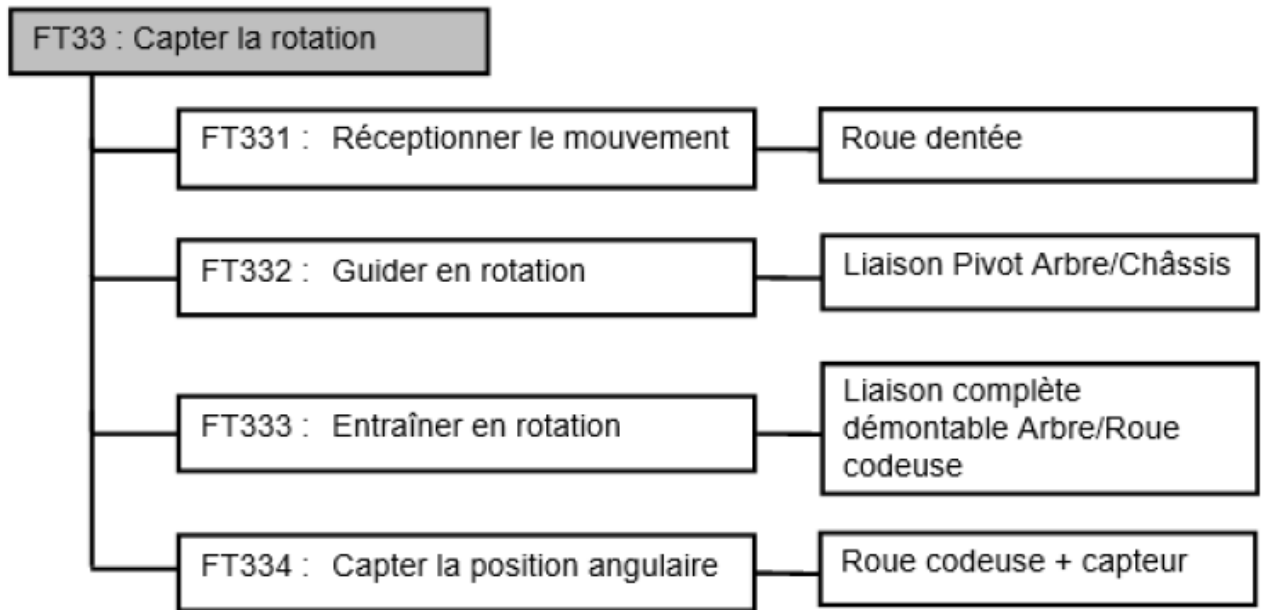 FT33 : Capter la rotation
FT331 : Réceptionner le mouvement
Roue dentée
FT332 : Guider en rotation
Liaison Pivot Arbre/Châssis
FT333 : Entraîner en rotation
Liaison complète
démontable Arbre/Roue
codeuse
FT334 : Capter la position angulaire
Roue codeuse + capteur